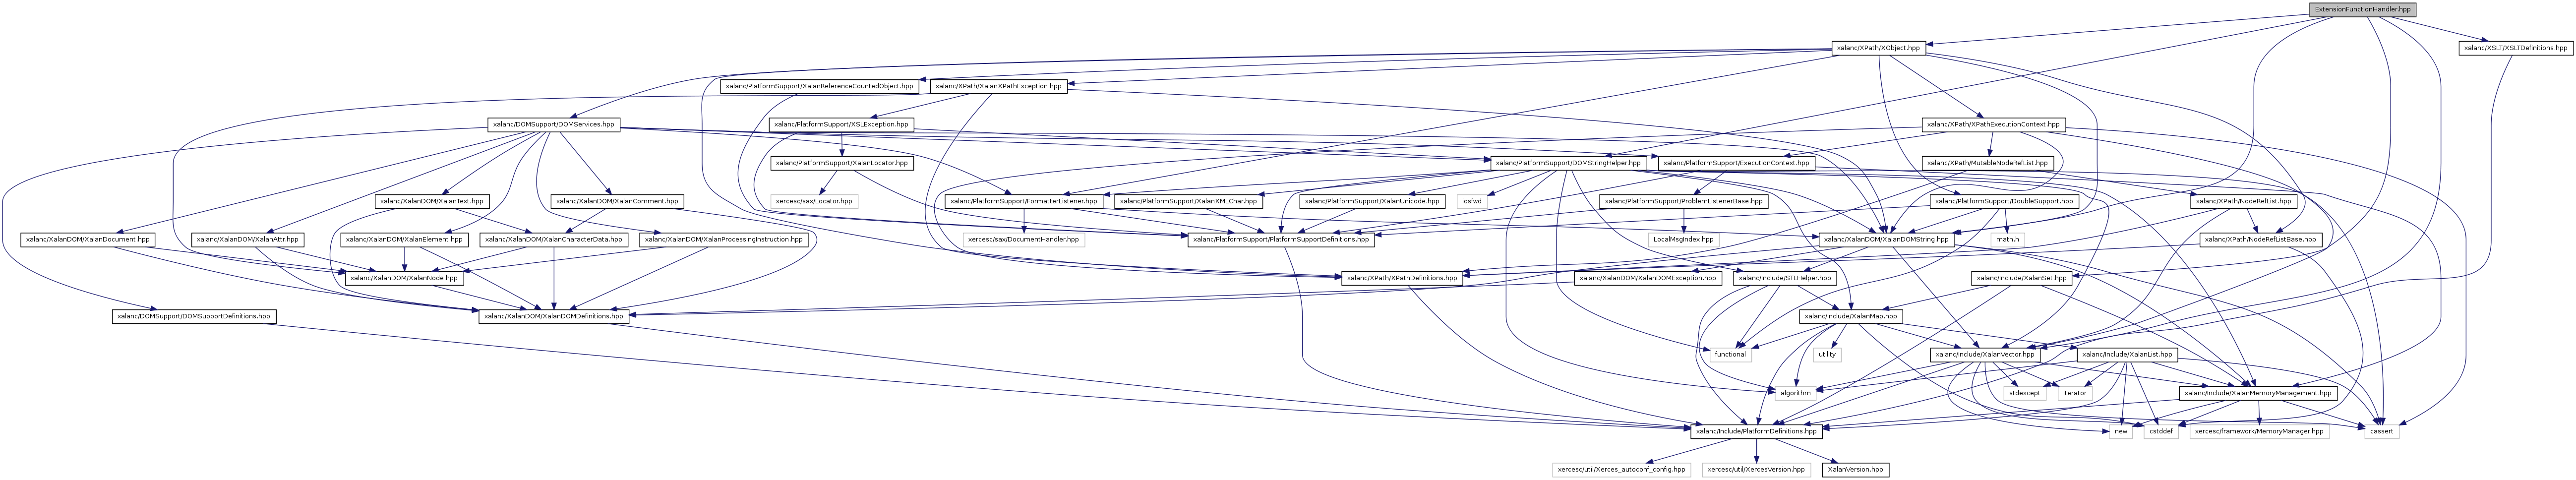 ExtensionFunctionHandler.hpp
xalanc/XPath/XObject.hpp
xalanc/XSLT/XSLTDefinitions.hpp
xalanc/PlatformSupport/XalanReferenceCountedObject.hpp
xalanc/XPath/XalanXPathException.hpp
xalanc/DOMSupport/DOMServices.hpp
xalanc/PlatformSupport/XSLException.hpp
xalanc/XPath/XPathExecutionContext.hpp
xalanc/PlatformSupport/XalanLocator.hpp
xalanc/PlatformSupport/DOMStringHelper.hpp
xalanc/PlatformSupport/ExecutionContext.hpp
xalanc/XPath/MutableNodeRefList.hpp
xalanc/XalanDOM/XalanText.hpp
xalanc/XalanDOM/XalanComment.hpp
xercesc/sax/Locator.hpp
xalanc/PlatformSupport/FormatterListener.hpp
xalanc/PlatformSupport/XalanXMLChar.hpp
xalanc/PlatformSupport/XalanUnicode.hpp
iosfwd
xalanc/PlatformSupport/ProblemListenerBase.hpp
xalanc/PlatformSupport/DoubleSupport.hpp
xalanc/XPath/NodeRefList.hpp
xalanc/XalanDOM/XalanDocument.hpp
xalanc/XalanDOM/XalanAttr.hpp
xalanc/XalanDOM/XalanElement.hpp
xalanc/XalanDOM/XalanCharacterData.hpp
xalanc/XalanDOM/XalanProcessingInstruction.hpp
xercesc/sax/DocumentHandler.hpp
xalanc/PlatformSupport/PlatformSupportDefinitions.hpp
LocalMsgIndex.hpp
xalanc/XalanDOM/XalanDOMString.hpp
math.h
xalanc/XPath/NodeRefListBase.hpp
xalanc/XalanDOM/XalanNode.hpp
xalanc/XPath/XPathDefinitions.hpp
xalanc/XalanDOM/XalanDOMException.hpp
xalanc/Include/STLHelper.hpp
xalanc/Include/XalanSet.hpp
xalanc/DOMSupport/DOMSupportDefinitions.hpp
xalanc/XalanDOM/XalanDOMDefinitions.hpp
xalanc/Include/XalanMap.hpp
functional
utility
xalanc/Include/XalanVector.hpp
xalanc/Include/XalanList.hpp
algorithm
stdexcept
iterator
xalanc/Include/XalanMemoryManagement.hpp
xalanc/Include/PlatformDefinitions.hpp
new
cstddef
xercesc/framework/MemoryManager.hpp
cassert
xercesc/util/Xerces_autoconf_config.hpp
xercesc/util/XercesVersion.hpp
XalanVersion.hpp